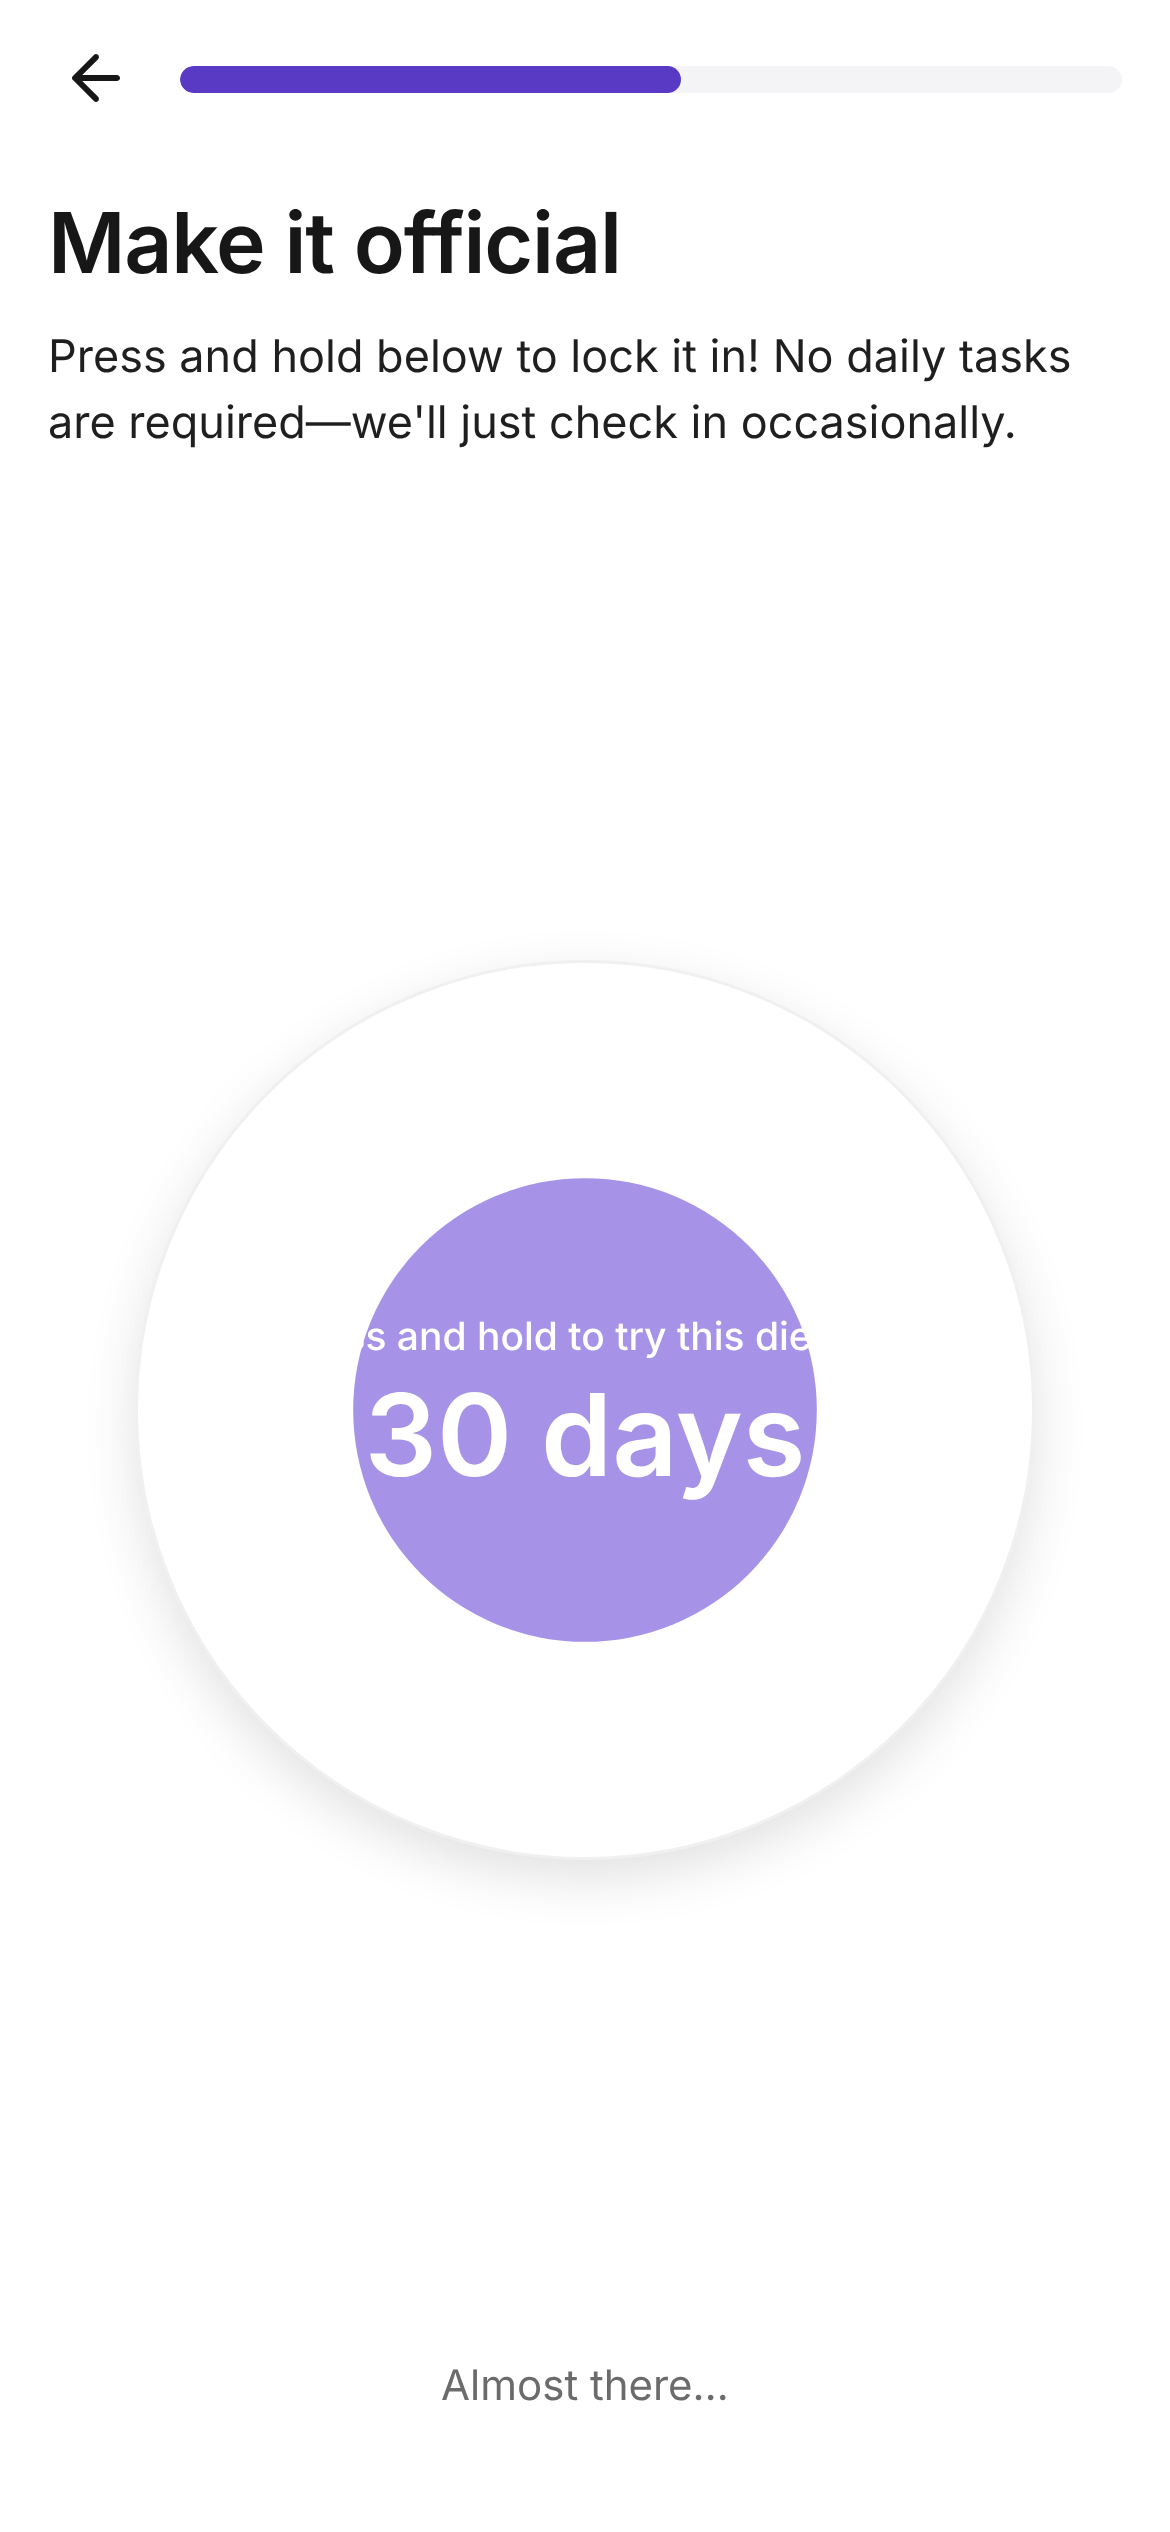 Make it official
Press and hold below to lock it in! No daily tasks
are required—we'll just check in occasionally.
and hold to try this
30 days
Almost there...